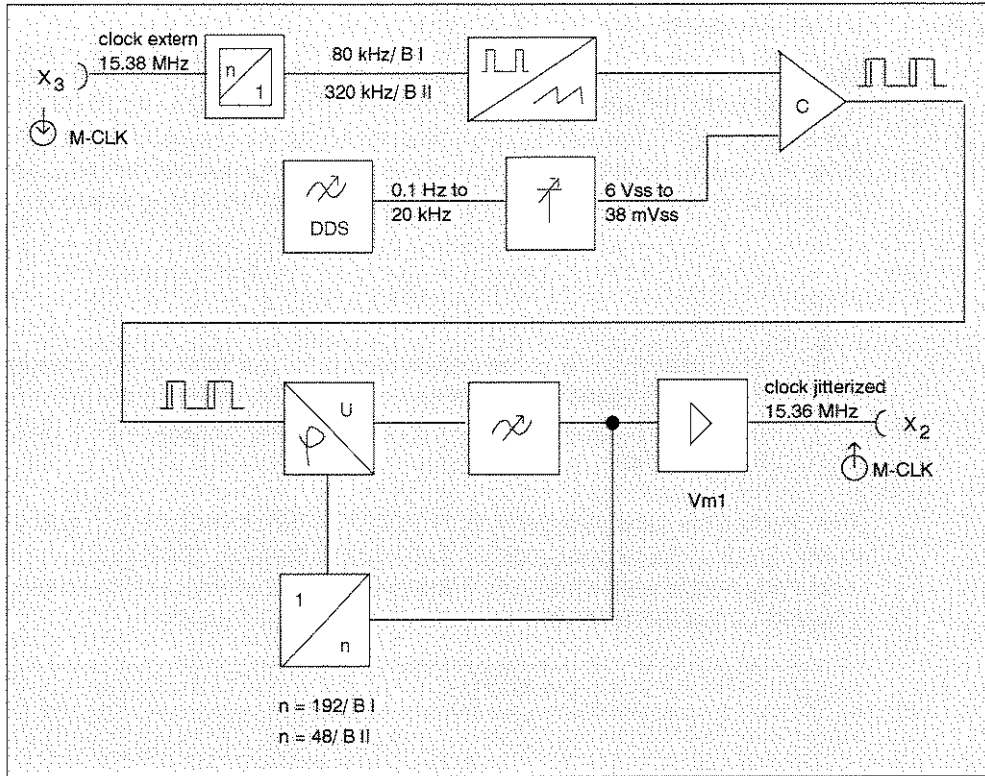 clock extern
15.38 MHz
X3
M-CLK
n
1
80 kHz/ B I
320 kHz/ B II
C
DDS
0.1 Hz to
20 kHz
6 Vss to
38 mVss
φ
U
clock jitterized
15.36 MHz
X2
M-CLK
Vm1
1
n
n = 192/ B I
n = 48/ B II